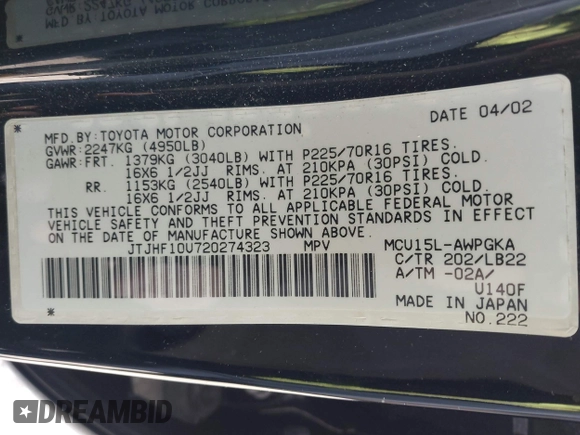 MFD. BY: TOYOTA MOTOR CORPORATION DATE 04/02
GVWR: 2247KG (4950LB)
GAWR: FRT. 1379KG (3040LB) WITH P225/70R16 TIRES.
16X6 1/2JJ RIMS. AT 210KPA (30PSI) COLD.
RR. 1153KG (2540LB) WITH P225/70R16 TIRES.
16X6 1/2JJ RIMS. AT 210KPA (30PSI) COLD.
THIS VEHICLE CONFORMS TO ALL APPLICABLE FEDERAL MOTOR
VEHICLE SAFETY AND THEFT PREVENTION STANDARDS IN EFFECT
ON THE DATE OF MANUFACTURE SHOWN ABOVE.
JTJHF10U720274323 MPV MCU15L-AWPGKA
C/TR 202/LB22
A/TM -02A/
U140F
MADE IN JAPAN
NO.222
DREAMBID